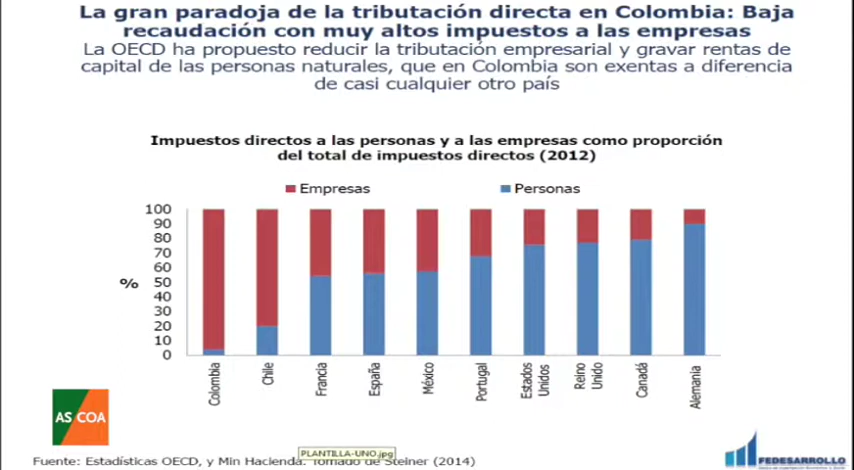 La gran paradoja de la tributación directa en Colombia: Baja
recaudación con muy altos impuestos a las empresas
La OECD ha propuesto reducir la tributación empresarial y gravar rentas de
capital de las personas naturales, que en Colombia son exentas a diferencia
de casi cualquier otro país
Impuestos directos a las personas y a las empresas como proporción
del total de impuestos directos (2012)
Empresas
Personas
100
90
80
70
60
50
40
30
20
10
0
%
Colombia
Chile
Francia
España
México
Portugal
Estados
Unidos
Reino
Unido
Canadá
Alemania
AS COA
PLANTILLA-UNO.jpg
Fuente: Estadísticas OECD, y Min Hacienda. Tomado de Steiner (2014)
FEDESARROLLO